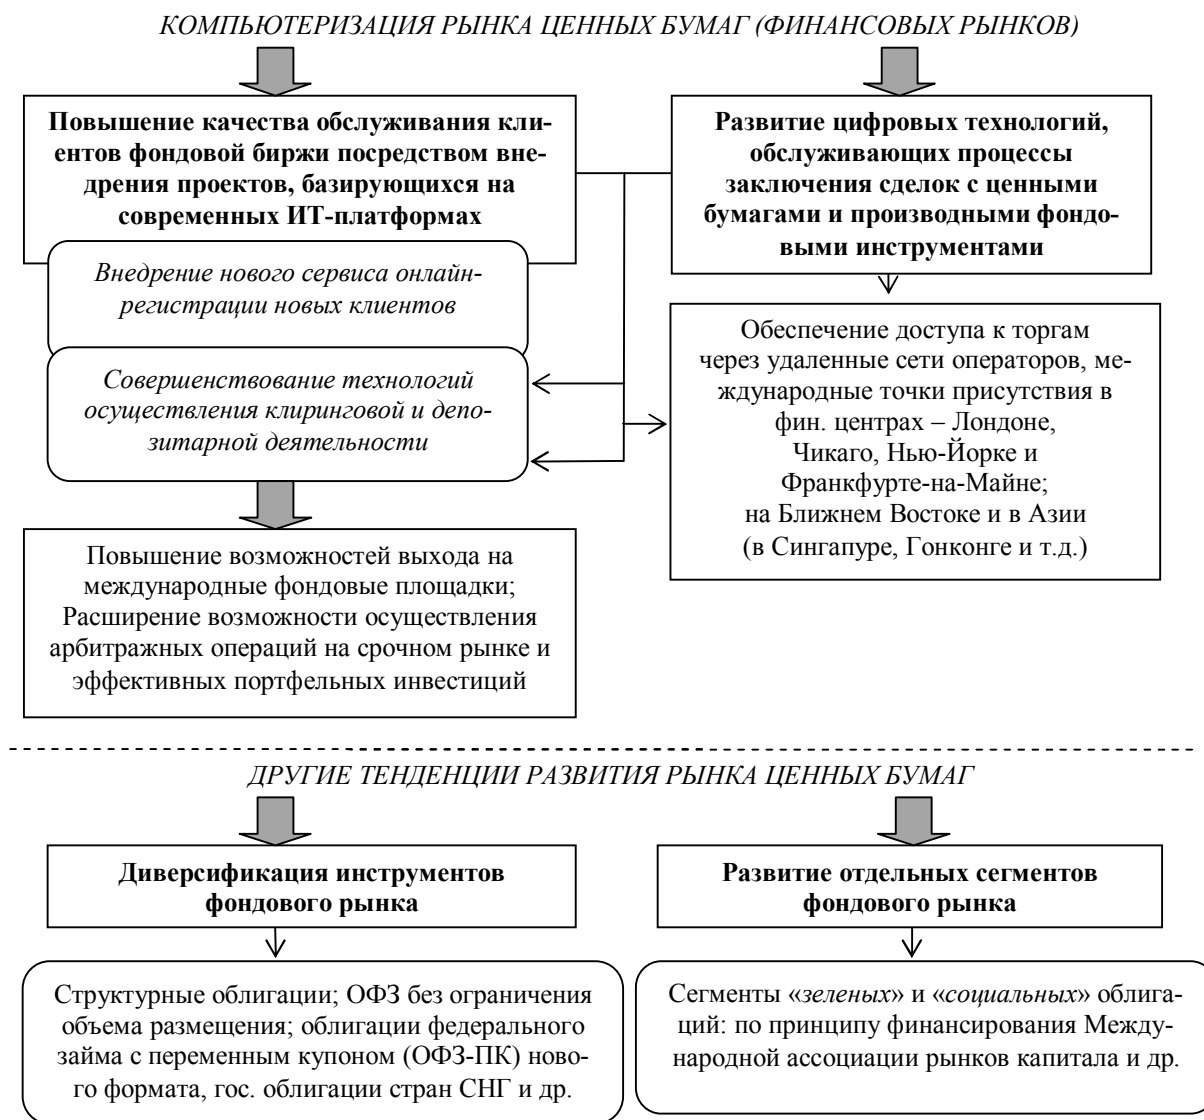 КОМПЬЮТЕРИЗАЦИЯ РЫНКА ЦЕННЫХ БУМАГ (ФИНАНСОВЫХ РЫНКОВ)
Повышение качества обслуживания кли-
ентов фондовой биржи посредством вне-
дрения проектов, базирующихся на
современных ИТ-платформах
Внедрение нового сервиса онлайн-
регистрации новых клиентов
Совершенствование технологий
осуществления клиринговой и депо-
зитарной деятельности
Повышение возможностей выхода на
международные фондовые площадки;
Расширение возможности осуществления
арбитражных операций на срочном рынке и
эффективных портфельных инвестиций
Развитие цифровых технологий,
обслуживающих процессы
заключения сделок с ценными
бумагами и производными фондо-
выми инструментами
Обеспечение доступа к торгам
через удаленные сети операторов, ме-
ждународные точки присутствия в
фин. центрах – Лондоне,
Чикаго, Нью-Йорке и
Франкфурте-на-Майне;
на Ближнем Востоке и в Азии
(в Сингапуре, Гонконге и т.д.)
ДРУГИЕ ТЕНДЕНЦИИ РАЗВИТИЯ РЫНКА ЦЕННЫХ БУМАГ
Диверсификация инструментов
фондового рынка
Структурные облигации; ОФЗ без ограничения
объема размещения; облигации федерального
займа с переменным купоном (ОФЗ-ПК) ново-
го формата, гос. облигации стран СНГ и др.
Развитие отдельных сегментов
фондового рынка
Сегменты «зеленых» и «социальных» облига-
ций: по принципу финансирования Между-
народной ассоциации рынков капитала и др.